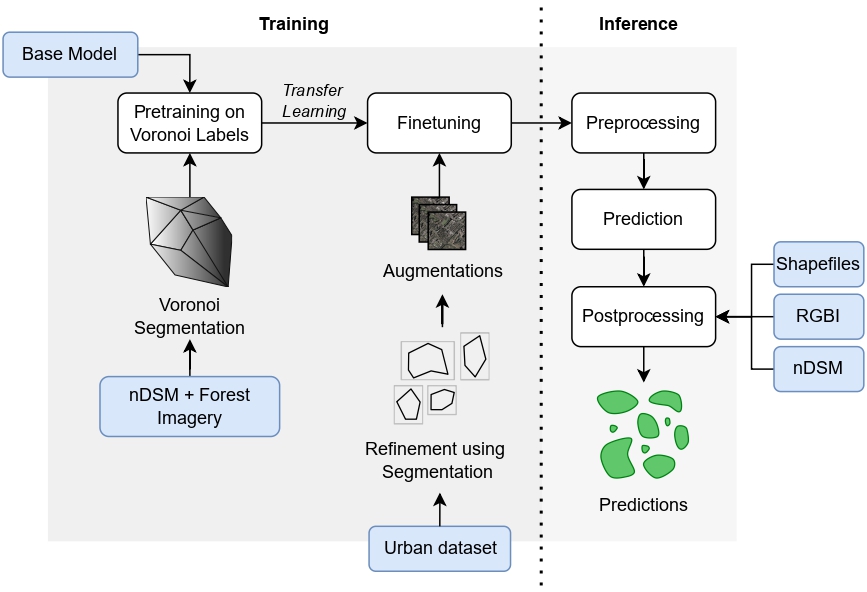 Training
Inference
Base Model
Pretraining on
Voronoi Labels
Transfer
Learning
Finetuning
Preprocessing
Prediction
Postprocessing
Shapefiles
RGBI
nDSM
Augmentations
Voronoi
Segmentation
nDSM + Forest
Imagery
Refinement using
Segmentation
Urban dataset
Predictions